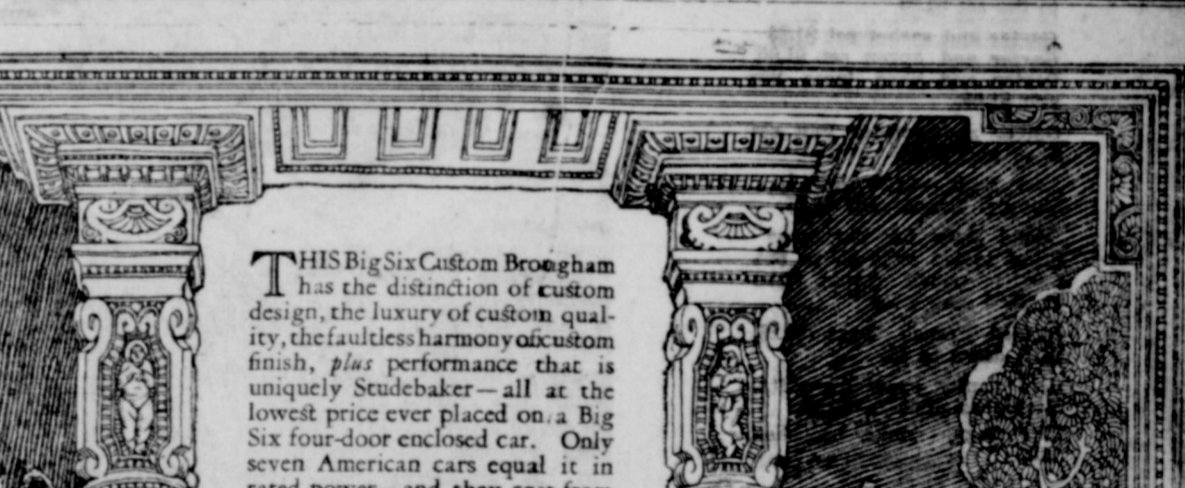 THIS Big Six Custom Brougham
has the distinction of custom
design, the luxury of custom qual-
ity, the faultless harmony of custom
finish, plus performance that is
uniquely Studebaker—all at the
lowest price ever placed on a Big
Six four-door enclosed car. Only
seven American cars equal it in